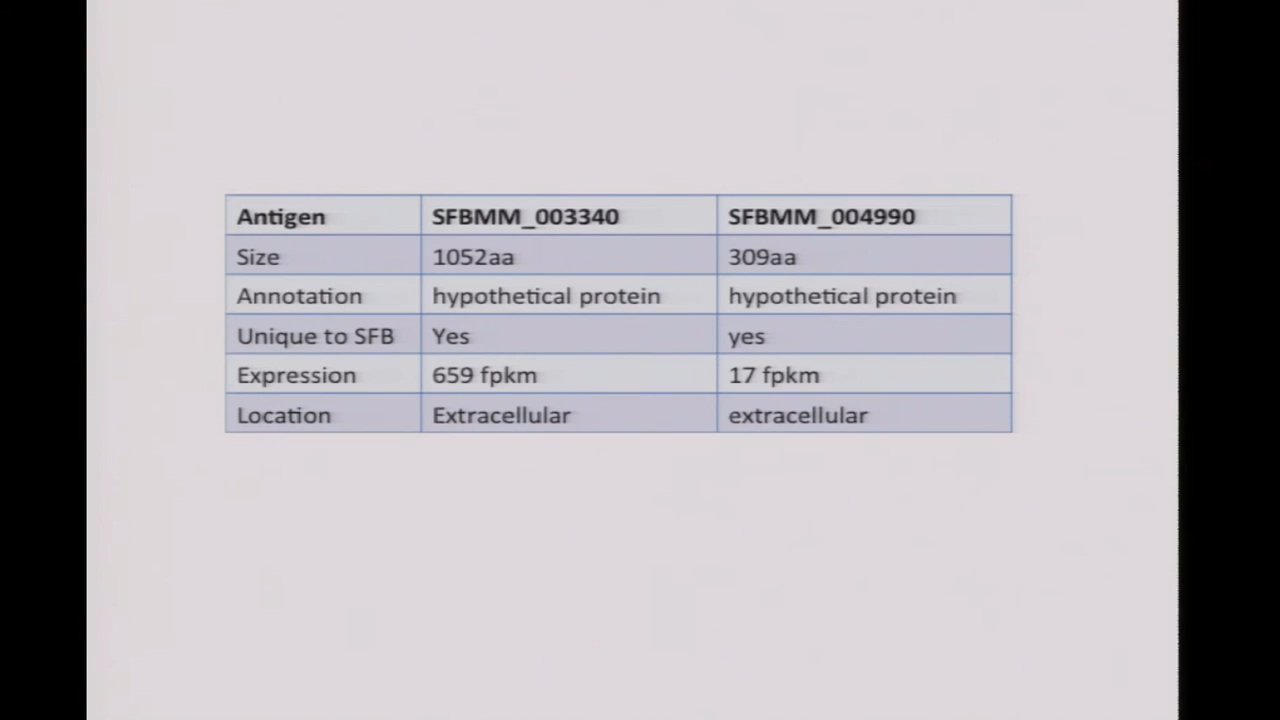 Antigen SFBMM_003340 SFBMM_004990
Size 1052aa 309aa
Annotation hypothetical protein hypothetical protein
Unique to SFB Yes yes
Expression 659 fpkm 17 fpkm
Location Extracellular extracellular